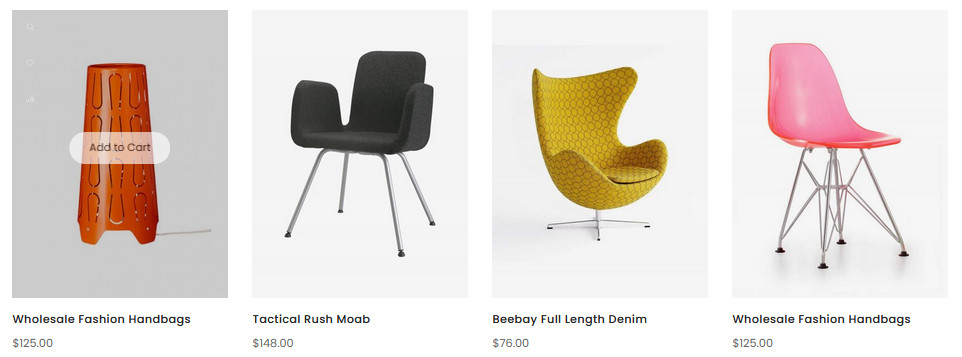 Add to Cart
Wholesale Fashion Handbags
$125.00
Tactical Rush Moab
$148.00
Beebay Full Length Denim
$76.00
Wholesale Fashion Handbags
$125.00